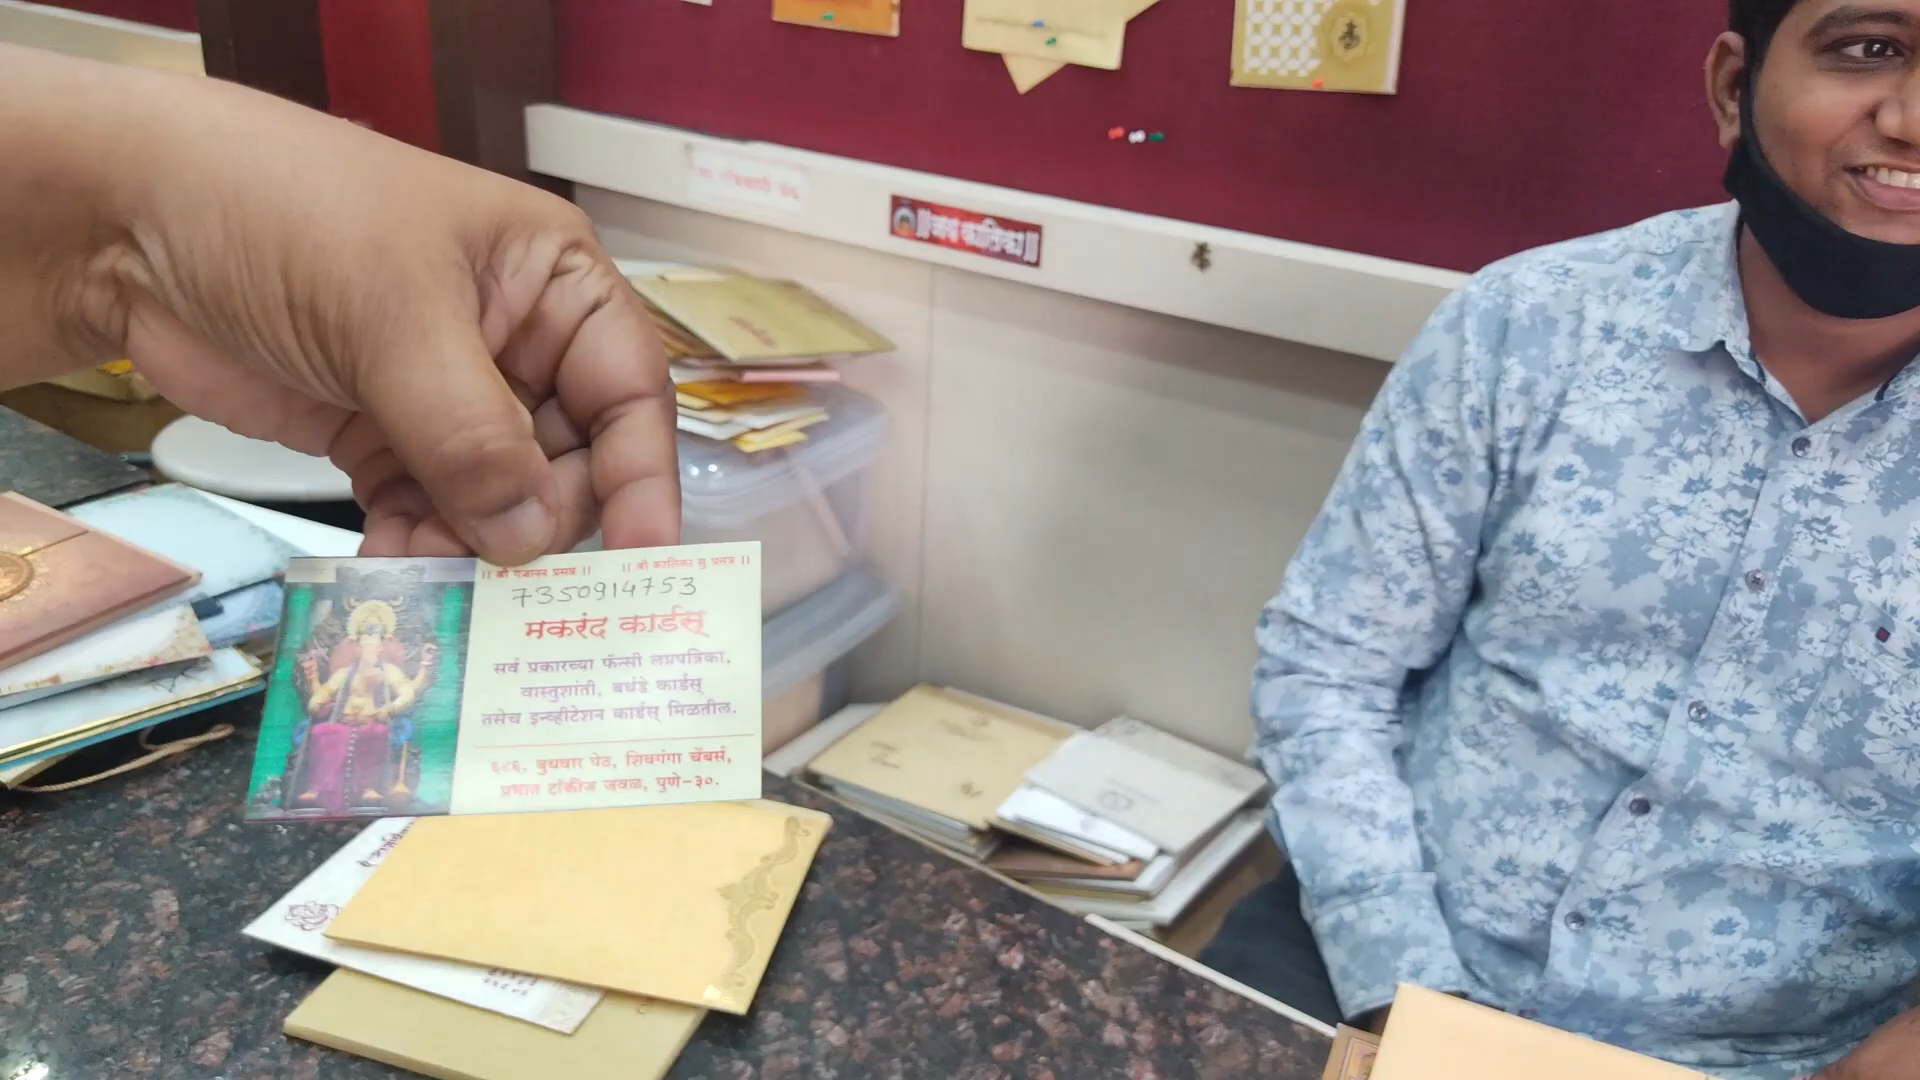 ॥ जय कालिका ॥
॥ श्री गजानन प्रसन्न ॥ ॥ श्री कालिका सु प्रसन्न ॥
7350914753
मकरंद कार्डस्
सर्व प्रकारच्या फॅन्सी लग्नपत्रिका,
वास्तुशांती, बर्थडे कार्डस्
तसेच इन्व्हीटेशन कार्डस् मिळतील.
६८६, बुधवार पेठ, शिवगंगा चेंबर्स,
प्रभात टॉकीज जवळ, पुणे-३०.